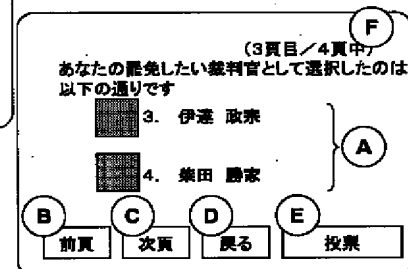 F
(3頁目／4頁中)
あなたの罷免したい裁判官として選択したのは
以下の通りです
3. 伊達 政宗
A
4. 柴田 勝家
B C D E
前頁 次頁 戻る 投票